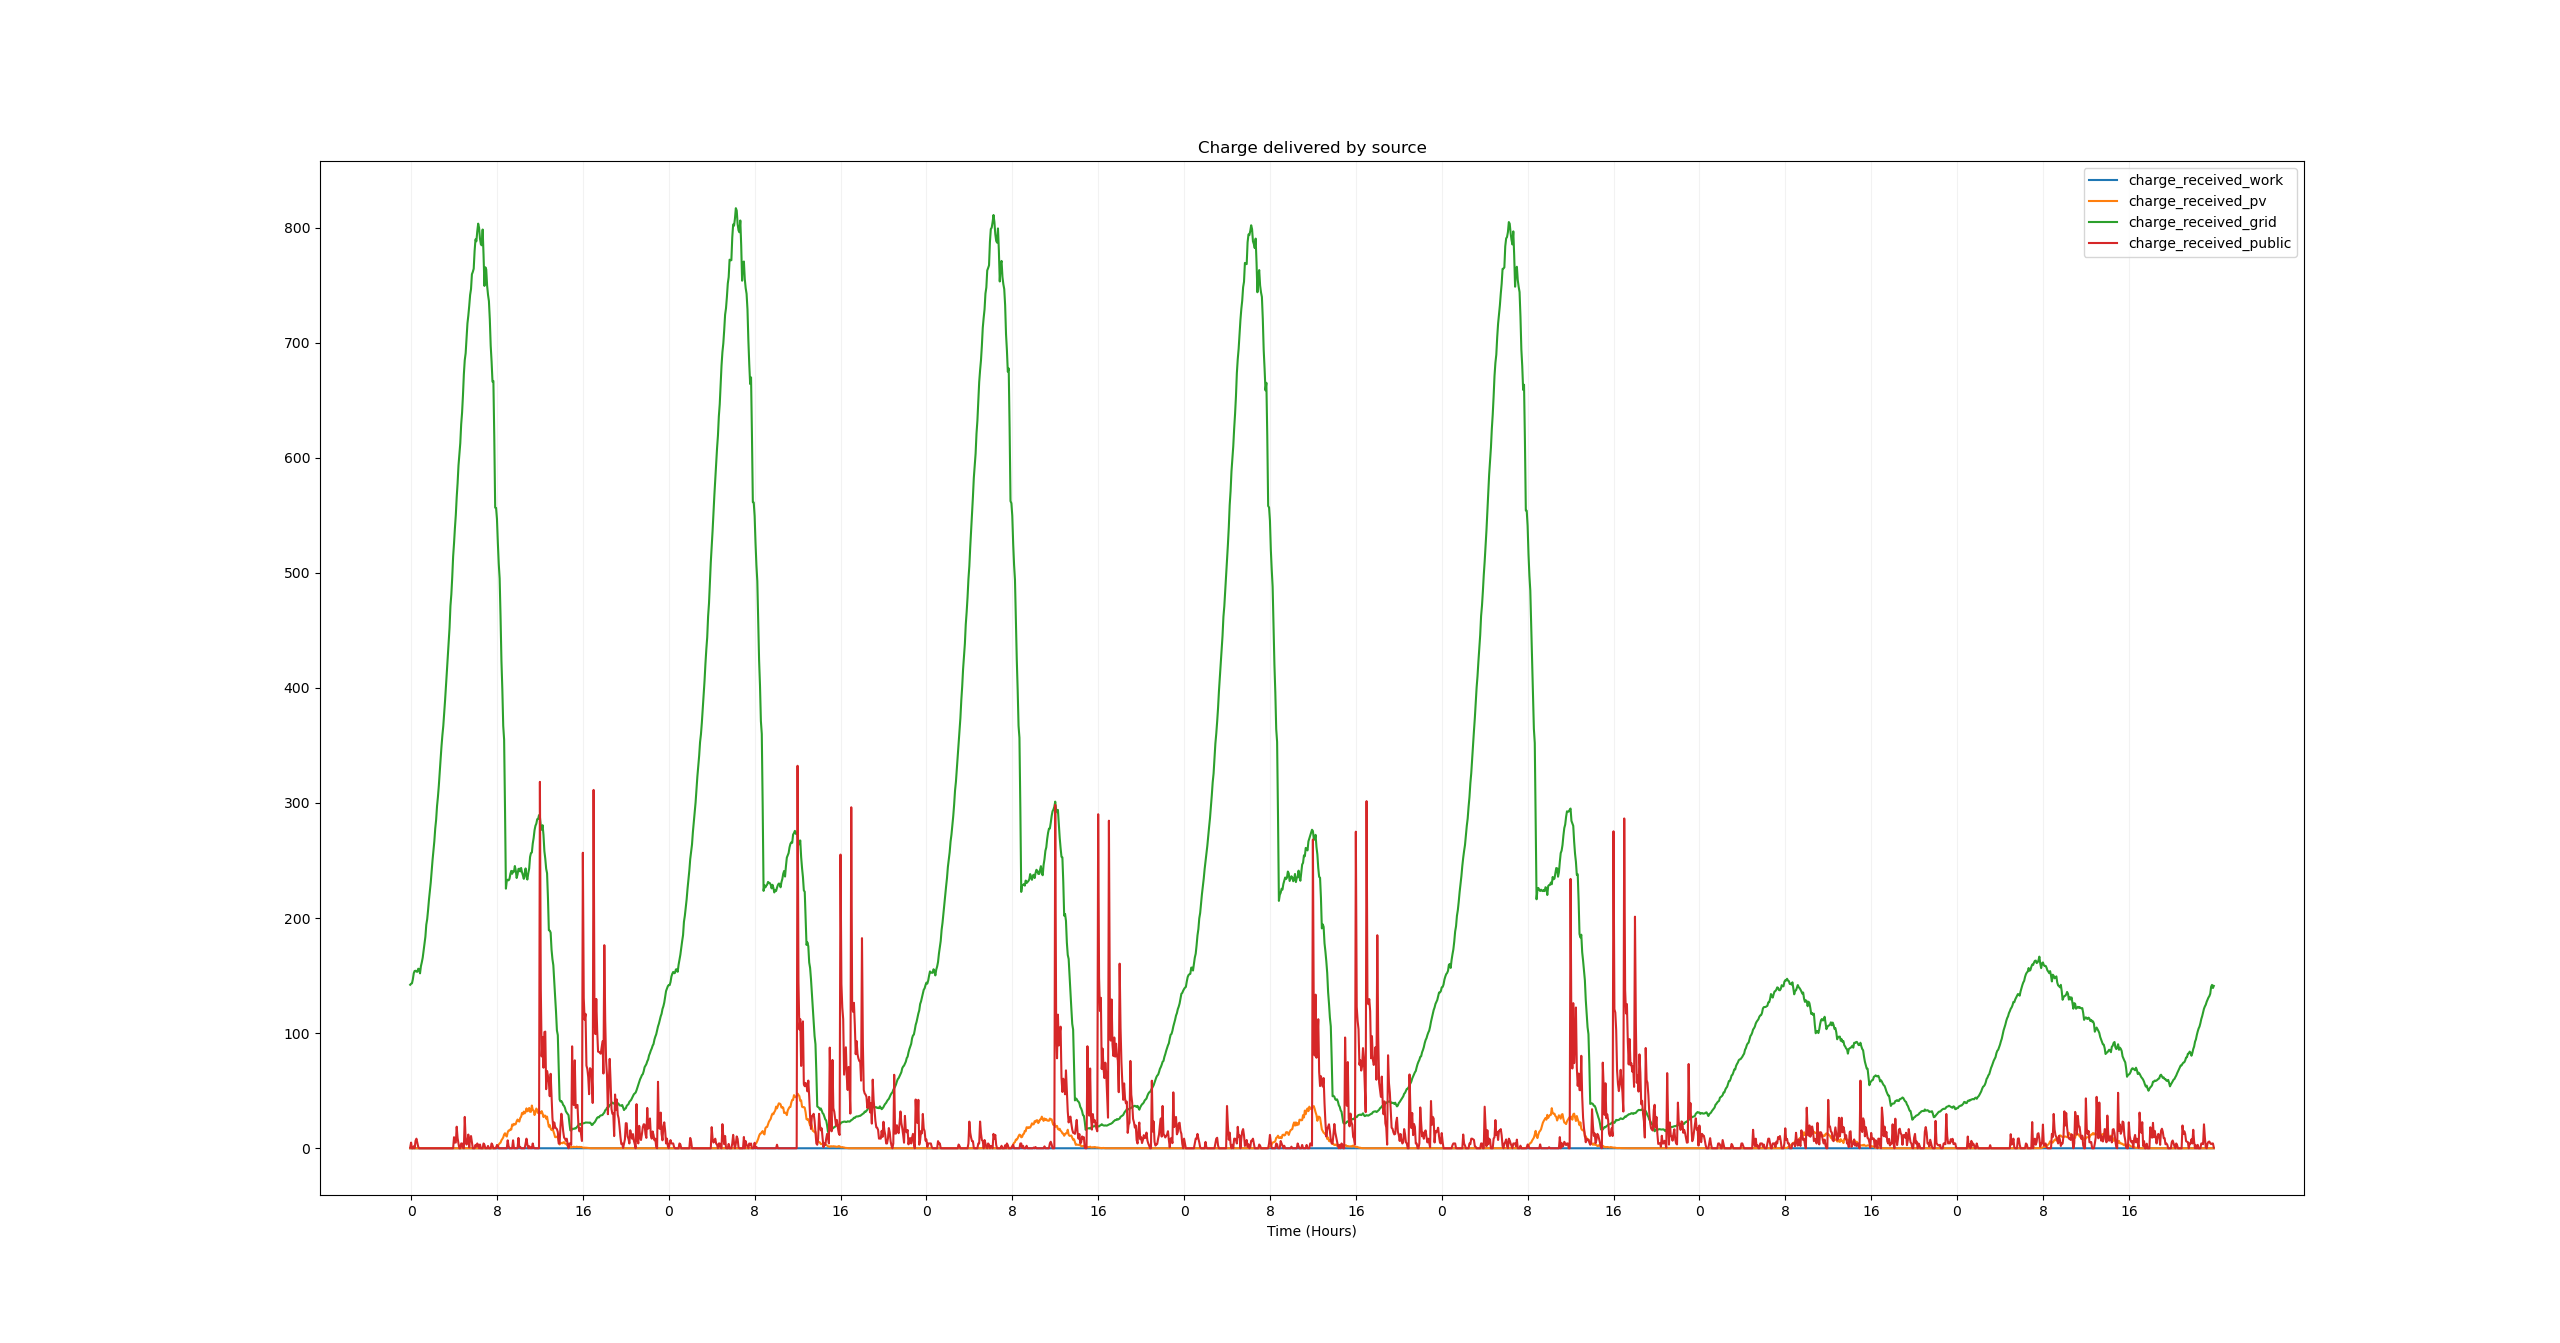 Charge delivered by source
charge_received_work
charge_received_pv
charge_received_grid
charge_received_public
800
700
600
500
400
300
200
100
0
0 8 16 0 8 16 0 8 16 0 8 16 0 8 16 0 8 16 0 8 16
Time (Hours)